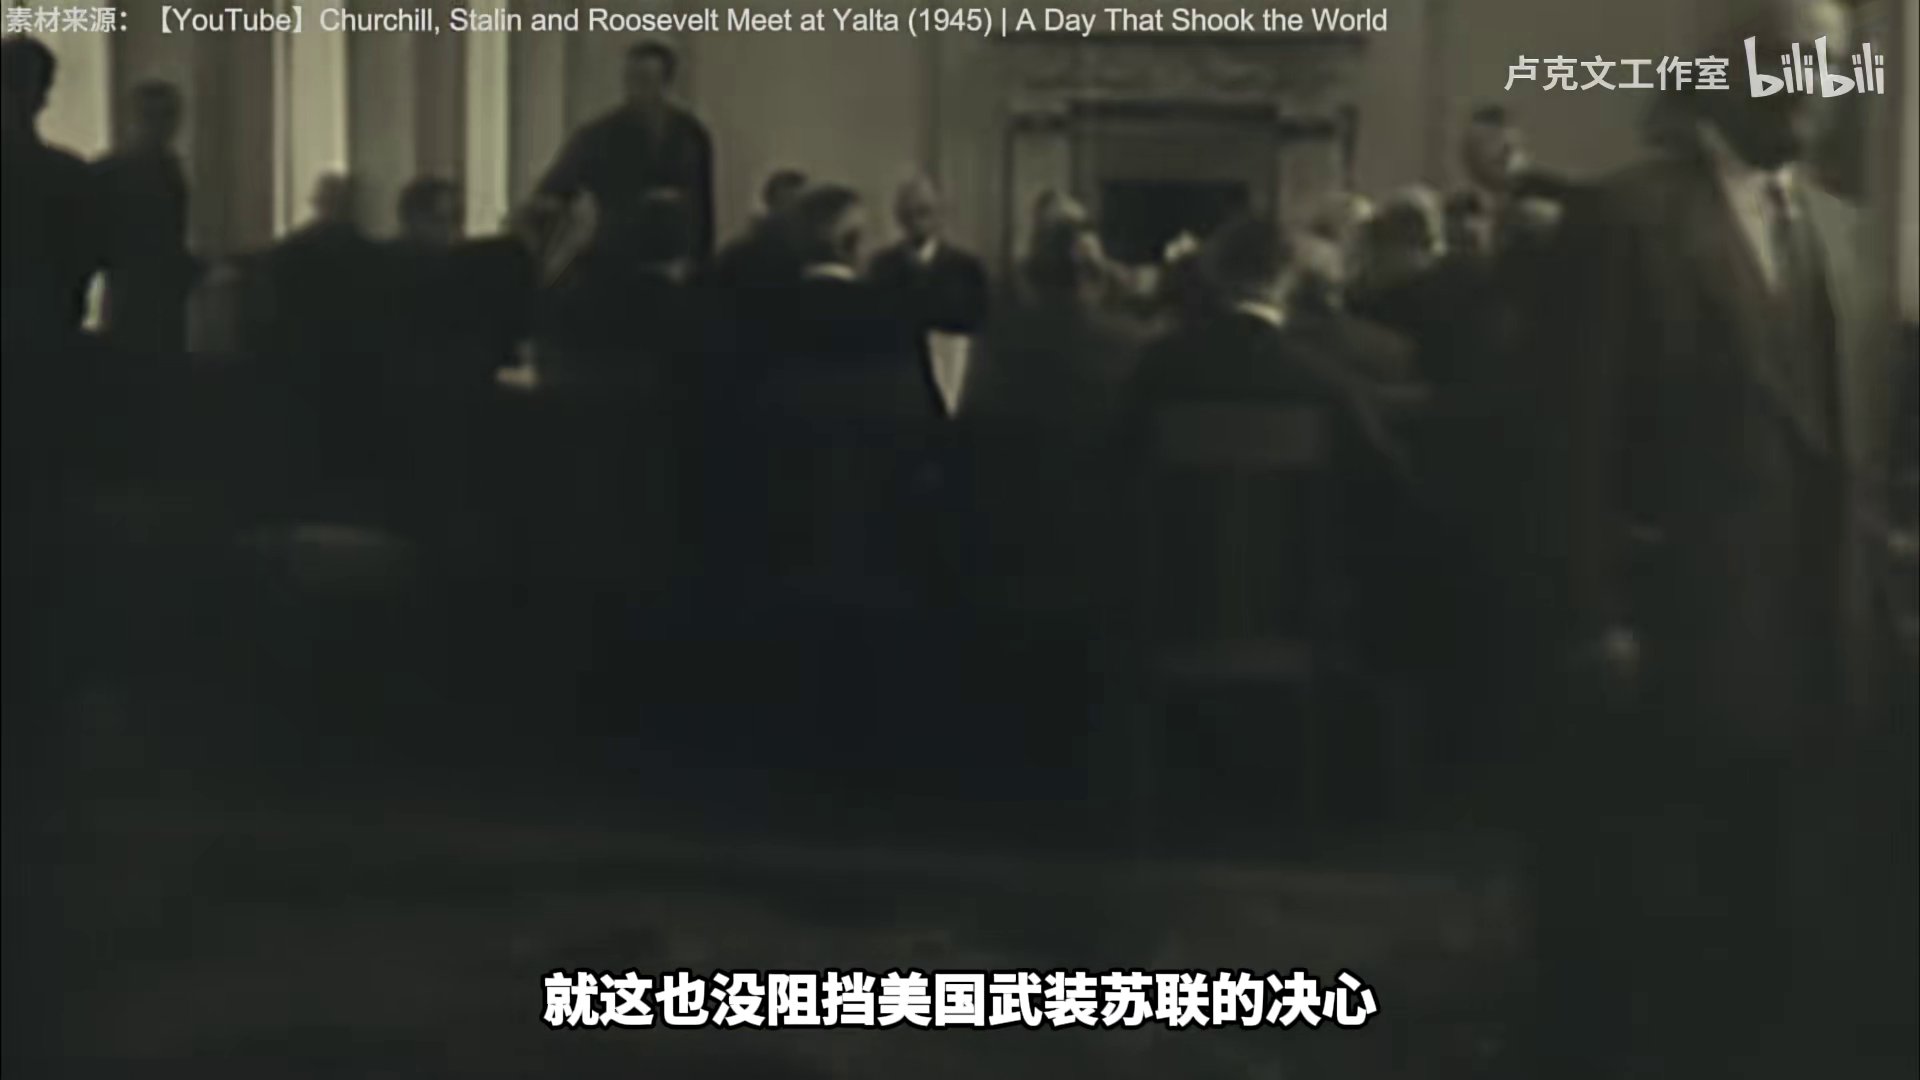 素材来源：【YouTube】Churchill, Stalin and Roosevelt Meet at Yalta (1945) | A Day That Shook the World
卢克文工作室 bilibili
就这也没阻挡美国武装苏联的决心